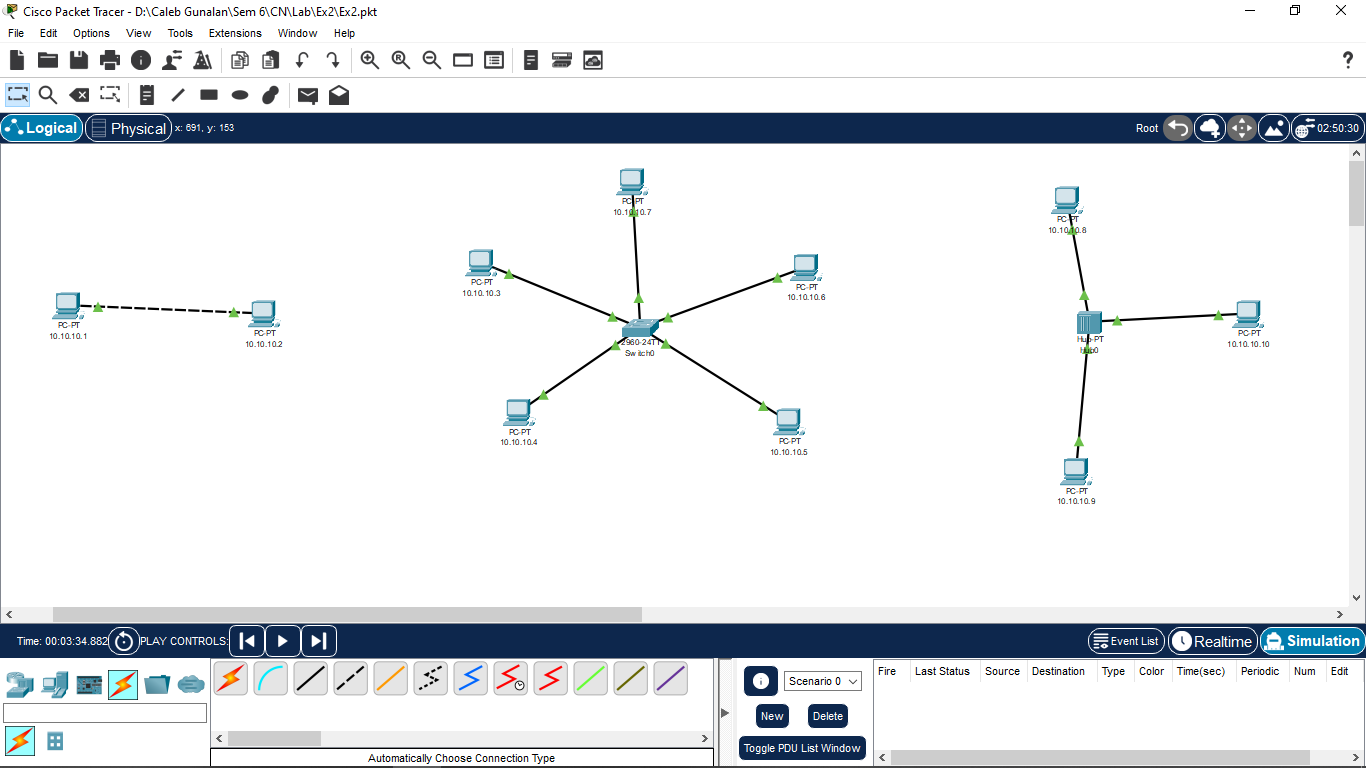 Cisco Packet Tracer - D:\Caleb Gunalan\Sem 6\CN\Lab\Ex2\Ex2.pkt
File Edit Options View Tools Extensions Window Help
Logical Physical x: 691, y: 153 Root 02:50:30
PC-PT
10.10.10.7
PC-PT
10.10.10.8
PC-PT
10.10.10.3
PC-PT
10.10.10.6
PC-PT
10.10.10.1
PC-PT
10.10.10.2
2960-24TT
Switch0
Hub-PT
Hub0
PC-PT
10.10.10.10
PC-PT
10.10.10.4
PC-PT
10.10.10.5
PC-PT
10.10.10.9
Time: 00:03:34.882 PLAY CONTROLS: Event List Realtime Simulation
Scenario 0
New Delete
Toggle PDU List Window
Fire Last Status Source Destination Type Color Time(sec) Periodic Num Edit
Automatically Choose Connection Type